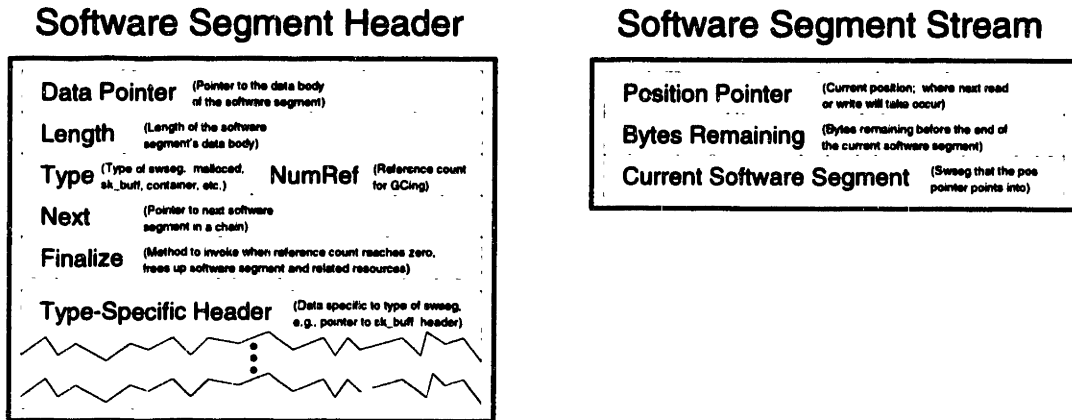 Software Segment Header
Data Pointer (Pointer to the data body
of the software segment)
Length (Length of the software
segment's data body)
Type (Type of swseg. malloced,
sk_buff, container, etc.) NumRef (Reference count
for GCing)
Next (Pointer to next software
segment in a chain)
Finalize (Method to invoke when reference count reaches zero,
frees up software segment and related resources)
Type-Specific Header (Data specific to type of swseg,
e.g., pointer to sk_buff header)
Software Segment Stream
Position Pointer (Current position; where next read
or write will take occur)
Bytes Remaining (Bytes remaining before the end of
the current software segment)
Current Software Segment (Swseg that the pos
pointer points into)